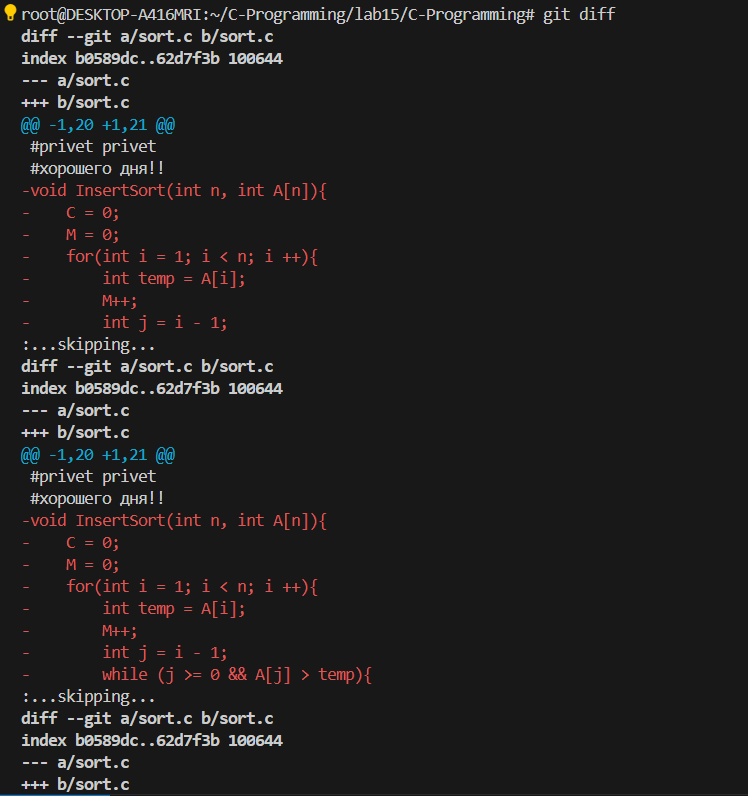 root@DESKTOP-A416MRI:~/C-Programming/lab15/C-Programming# git diff
diff --git a/sort.c b/sort.c
index b0589dc..62d7f3b 100644
--- a/sort.c
+++ b/sort.c
@@ -1,20 +1,21 @@
 #privet privet
 #хорошего дня!!
-void InsertSort(int n, int A[n]){
-    C = 0;
-    M = 0;
-    for(int i = 1; i < n; i ++){
-        int temp = A[i];
-        M++;
-        int j = i - 1;
:...skipping...
diff --git a/sort.c b/sort.c
index b0589dc..62d7f3b 100644
--- a/sort.c
+++ b/sort.c
@@ -1,20 +1,21 @@
 #privet privet
 #хорошего дня!!
-void InsertSort(int n, int A[n]){
-    C = 0;
-    M = 0;
-    for(int i = 1; i < n; i ++){
-        int temp = A[i];
-        M++;
-        int j = i - 1;
-        while (j >= 0 && A[j] > temp){
:...skipping...
diff --git a/sort.c b/sort.c
index b0589dc..62d7f3b 100644
--- a/sort.c
+++ b/sort.c